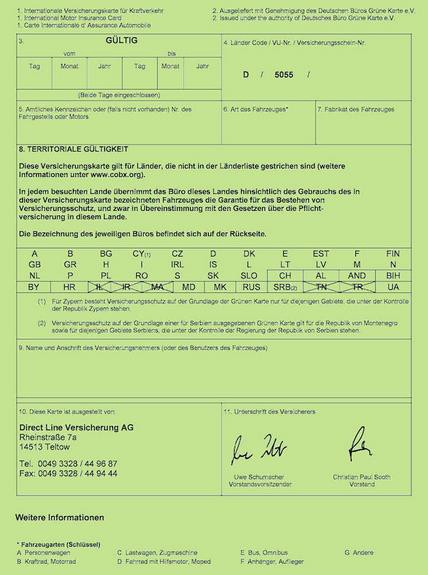 1. Internationale Versicherungskarte für Kraftverkehr
1. International Motor Insurance Card
1. Carte Internationale d' Assurance Automobile
2. Ausgeliefert mit Genehmigung des Deutschen Büros Grüne Karte e.V.
2. Issued under the authority of Deutsches Büro Grüne Karte e.V.
3. GÜLTIG
vom bis
Tag Monat Jahr Tag Monat Jahr
(Beide Tage eingeschlossen)
4. Länder Code / VU-Nr. / Versicherungsschein-Nr.
D / 5055 /
5. Amtliches Kennzeichen oder (falls nicht vorhanden) Nr. des
Fahrgestells oder Motors
6. Art des Fahrzeuges*
7. Fabrikat des Fahrzeuges
8. TERRITORIALE GÜLTIGKEIT
Diese Versicherungskarte gilt für Länder, die nicht in der Länderliste gestrichen sind (weitere
Informationen unter www.cobx.org).
In jedem besuchten Lande übernimmt das Büro dieses Landes hinsichtlich des Gebrauchs des in
dieser Versicherungskarte bezeichneten Fahrzeuges die Garantie für das Bestehen von
Versicherungsschutz, und zwar in Übereinstimmung mit den Gesetzen über die Pflicht-
versicherung in diesem Lande.
Die Bezeichnung des jeweiligen Büros befindet sich auf der Rückseite.
A B BG CY(1) CZ D DK E EST F FIN
GB GR H I IRL IS L LT LV M N
NL P PL RO S SK SLO CH AL AND BIH
BY HR IL IR MA MD MK RUS SRB(2) TN TR UA
(1) Für Zypern besteht Versicherungsschutz auf der Grundlage der Grünen Karte nur für diejenigen Gebiete, die unter der Kontrolle
der Republik Zypern stehen.
(2) Versicherungsschutz auf der Grundlage einer für Serbien ausgegebenen Grünen Karte gilt für die Republik von Montenegro
sowie für diejenigen Gebiete Serbiens, die unter der Kontrolle der Regierung der Republik von Serbien stehen.
9. Name und Anschrift des Versicherungsnehmers (oder des Benutzers des Fahrzeuges)
10. Diese Karte ist ausgestellt von:
Direct Line Versicherung AG
Rheinstraße 7a
14513 Teltow
Tel. 0049 3328 / 44 96 87
Fax: 0049 3328 / 44 94 44
11. Unterschrift des Versicherers
Uwe Schumacher
Vorstandsvorsitzender
Christian Paul Sooth
Vorstand
Weitere Informationen
* Fahrzeugarten (Schlüssel)
A Personenwagen C Lastwagen, Zugmaschine E Bus, Omnibus G Andere
B Kraftrad, Motorrad D Fahrrad mit Hilfsmotor, Moped F Anhänger, Auflieger